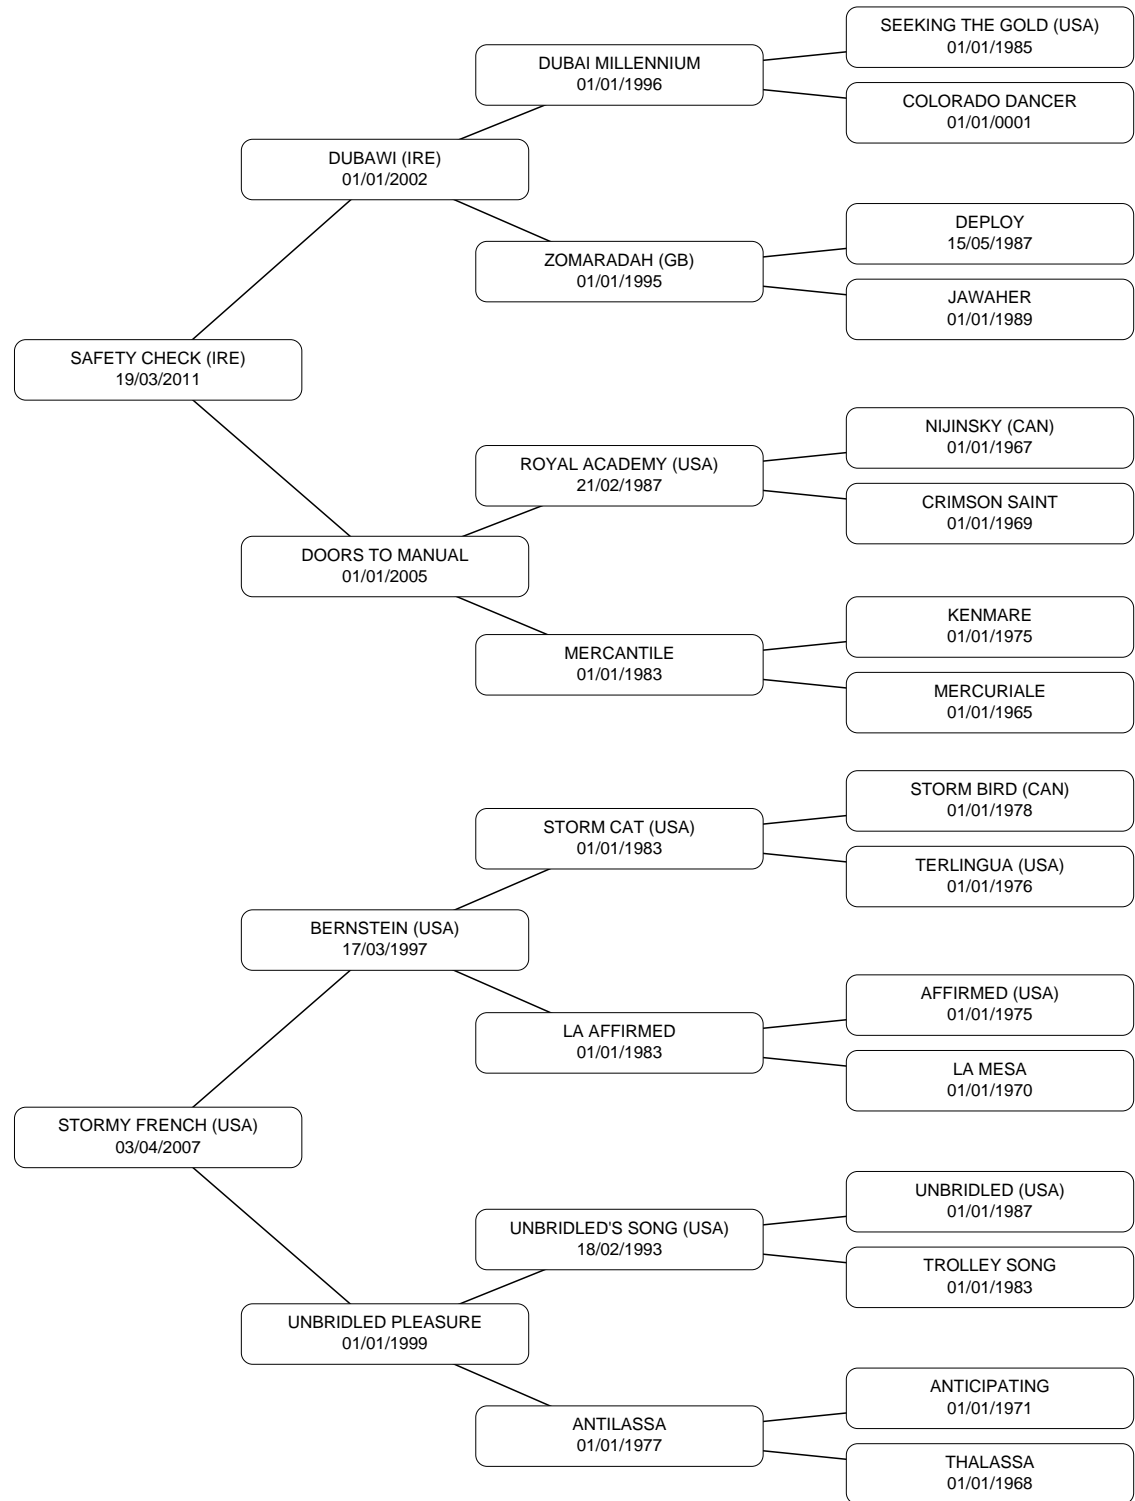 SEEKING THE GOLD (USA)
01/01/1985
DUBAI MILLENNIUM
01/01/1996
COLORADO DANCER
01/01/0001
DUBAWI (IRE)
01/01/2002
DEPLOY
15/05/1987
ZOMARADAH (GB)
01/01/1995
JAWAHER
01/01/1989
SAFETY CHECK (IRE)
19/03/2011
NIJINSKY (CAN)
01/01/1967
ROYAL ACADEMY (USA)
21/02/1987
CRIMSON SAINT
01/01/1969
DOORS TO MANUAL
01/01/2005
KENMARE
01/01/1975
MERCANTILE
01/01/1983
MERCURIALE
01/01/1965
STORM BIRD (CAN)
01/01/1978
STORM CAT (USA)
01/01/1983
TERLINGUA (USA)
01/01/1976
BERNSTEIN (USA)
17/03/1997
AFFIRMED (USA)
01/01/1975
LA AFFIRMED
01/01/1983
LA MESA
01/01/1970
STORMY FRENCH (USA)
03/04/2007
UNBRIDLED (USA)
01/01/1987
UNBRIDLED'S SONG (USA)
18/02/1993
TROLLEY SONG
01/01/1983
UNBRIDLED PLEASURE
01/01/1999
ANTICIPATING
01/01/1971
ANTILASSA
01/01/1977
THALASSA
01/01/1968